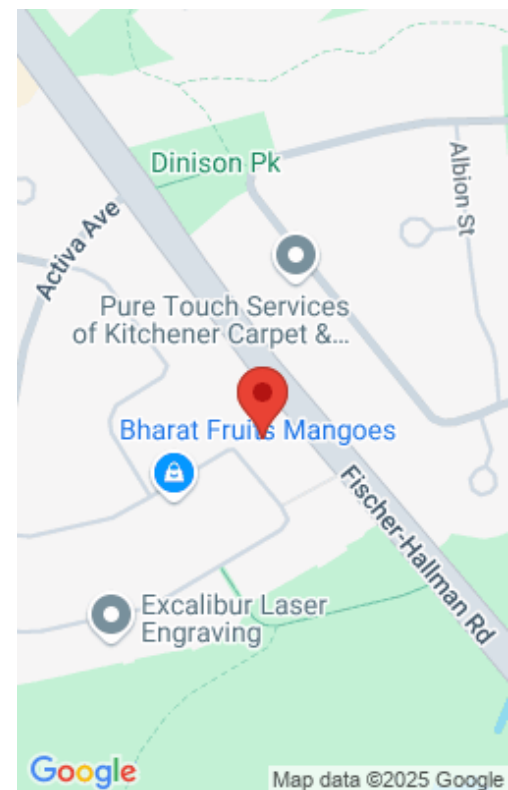 Dinison Pk
Albion St
Activa Ave
Pure Touch Services
of Kitchener Carpet &...
Bharat Fruits Mangoes
Fischer-Hallman Rd
Excalibur Laser
Engraving
Google
Map data ©2025 Google